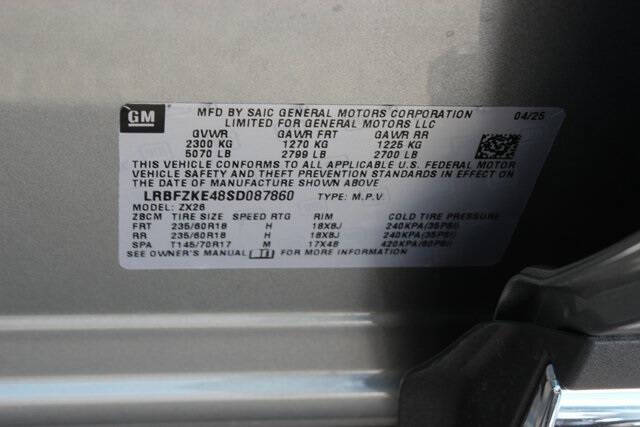 GM
MFD BY SAIC GENERAL MOTORS CORPORATION 04/25
LIMITED FOR GENERAL MOTORS LLC
GVWR GAWR FRT GAWR RR
2300 KG 1270 KG 1225 KG
5070 LB 2799 LB 2700 LB
THIS VEHICLE CONFORMS TO ALL APPLICABLE U.S. FEDERAL MOTOR
VEHICLE SAFETY AND THEFT PREVENTION STANDARDS IN EFFECT ON
THE DATE OF MANUFACTURE SHOWN ABOVE
LRBFZKE48SD087860 TYPE: M.P.V.
MODEL: ZX26
ZBCM TIRE SIZE SPEED RTG RIM COLD TIRE PRESSURE
FRT 235/60R18 H 18X8J 240KPA(35PSI)
RR 235/60R18 H 18X8J 240KPA(35PSI)
SPA T145/70R17 M 17X4B 420KPA(60PSI)
SEE OWNER'S MANUAL FOR MORE INFORMATION